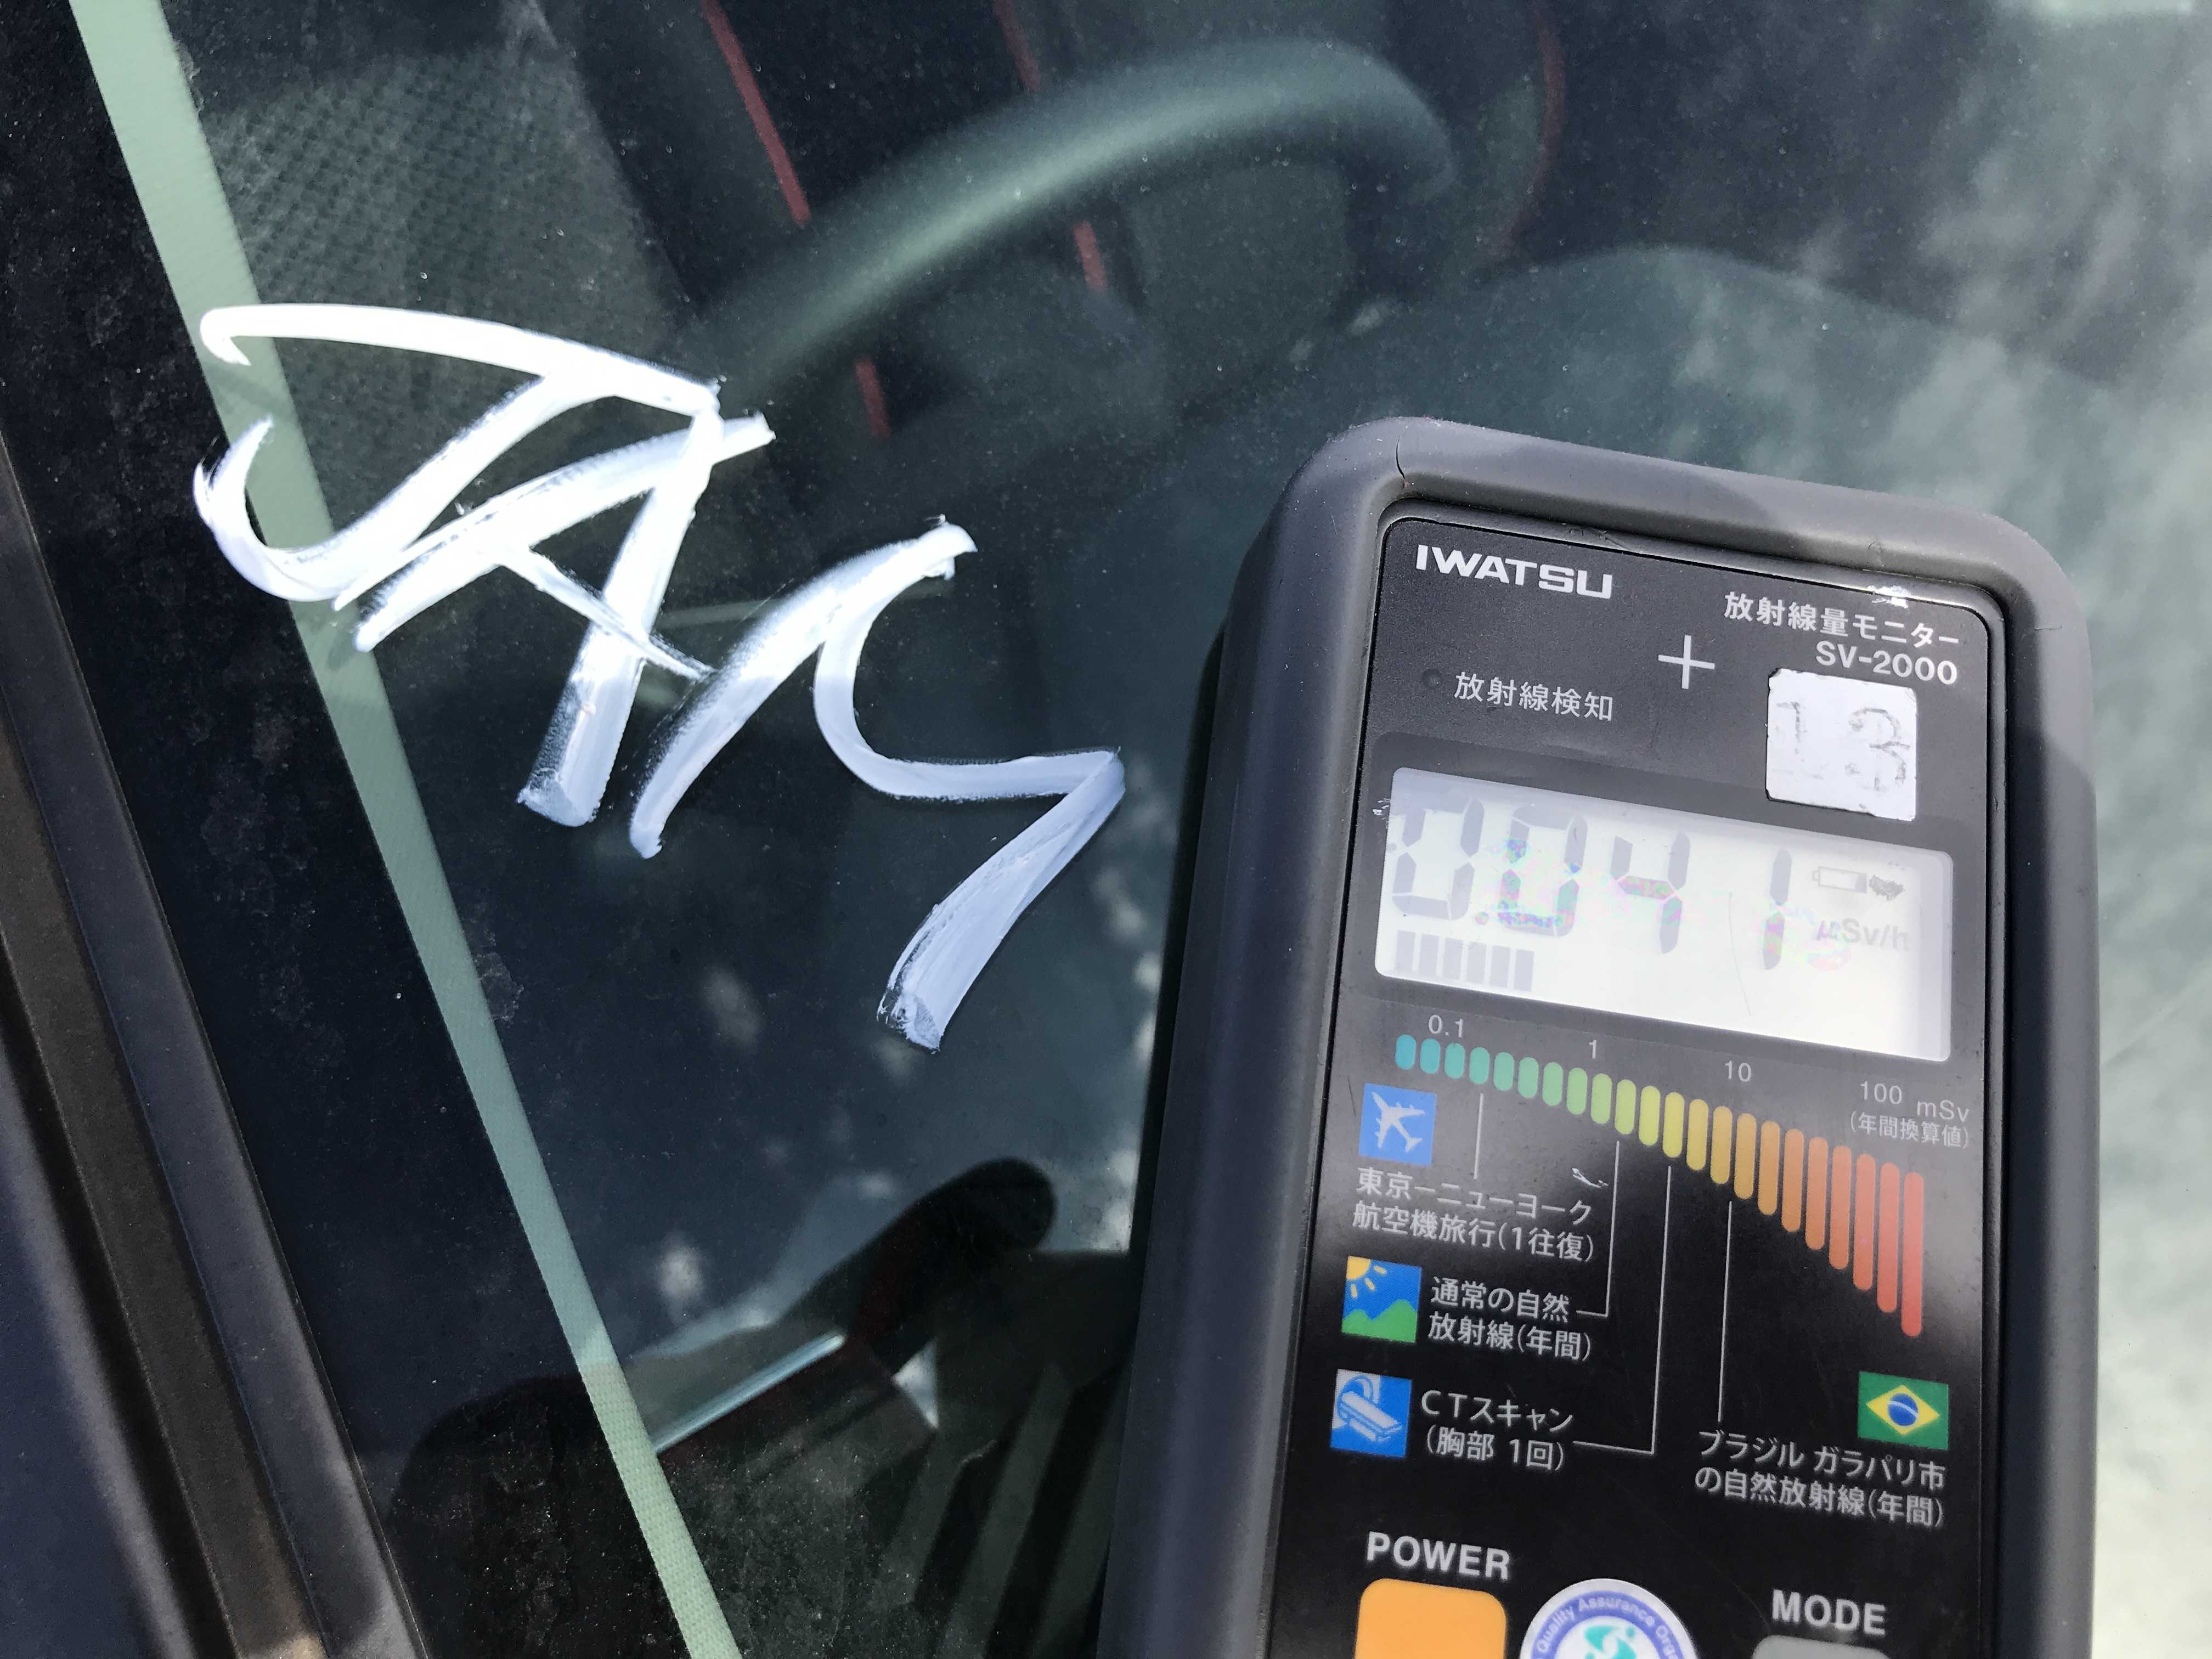 IWATSU
放射線量モニター
SV-2000
放射線検知
13
0.041
μSv/h
0.1 1 10 100 mSv
(年間換算値)
東京ーニューヨーク
航空機旅行(1往復)
通常の自然
放射線(年間)
CTスキャン
(胸部 1回)
ブラジル ガラパリ市
の自然放射線(年間)
POWER
MODE
Quality Assurance